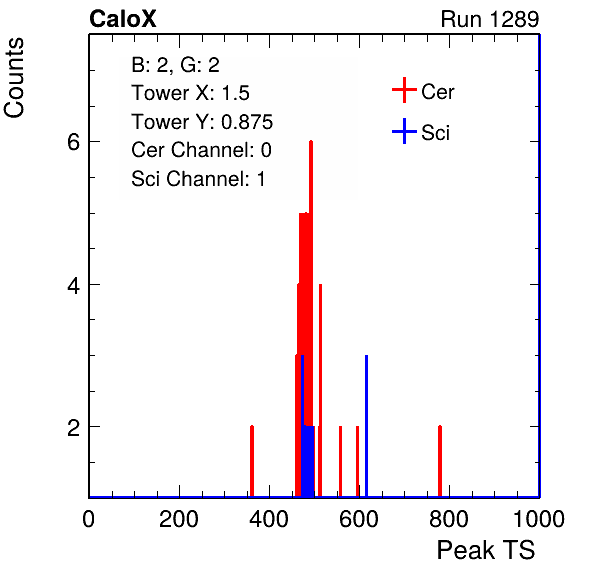 CaloX
Run 1289
Counts
B: 2, G: 2
Tower X: 1.5
Tower Y: 0.875
Cer Channel: 0
Sci Channel: 1
Cer
Sci
6
4
2
0 200 400 600 800 1000
Peak TS